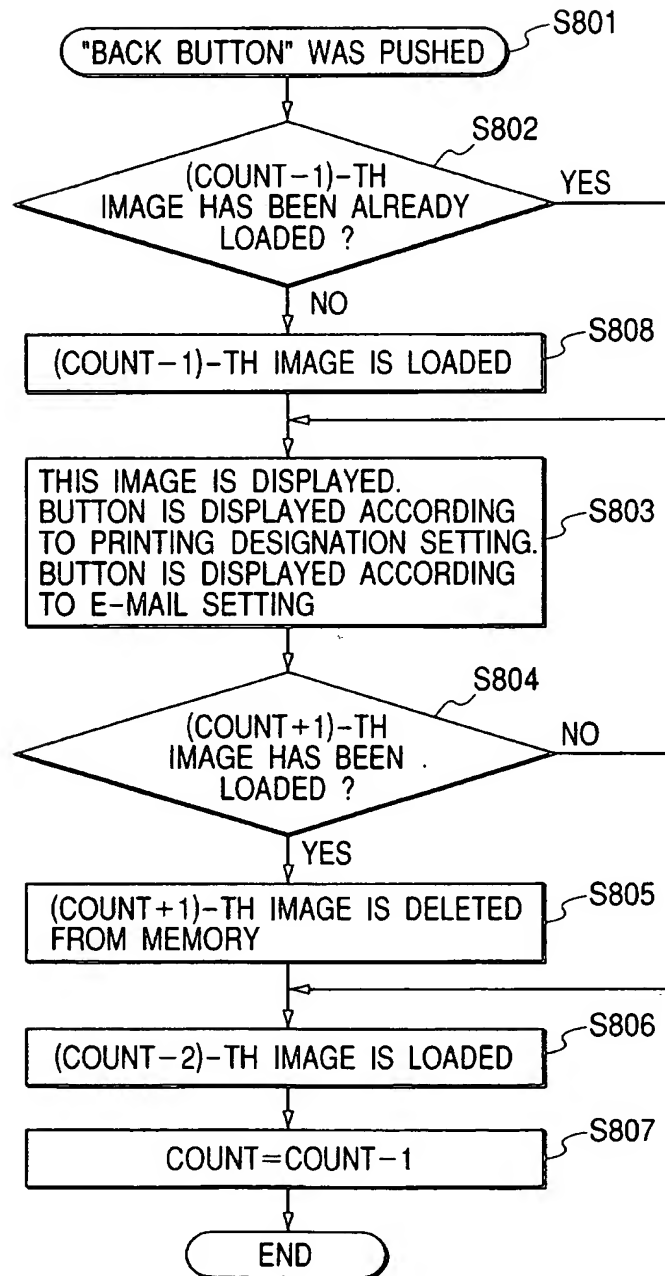 S801
"BACK BUTTON" WAS PUSHED
S802
(COUNT−1)-TH
IMAGE HAS BEEN ALREADY
LOADED ?
YES
NO
S808
(COUNT−1)-TH IMAGE IS LOADED
THIS IMAGE IS DISPLAYED.
BUTTON IS DISPLAYED ACCORDING
TO PRINTING DESIGNATION SETTING.
BUTTON IS DISPLAYED ACCORDING
TO E-MAIL SETTING
S803
S804
(COUNT+1)-TH
IMAGE HAS BEEN
LOADED ?
NO
YES
S805
(COUNT+1)-TH IMAGE IS DELETED
FROM MEMORY
S806
(COUNT−2)-TH IMAGE IS LOADED
S807
COUNT=COUNT−1
END